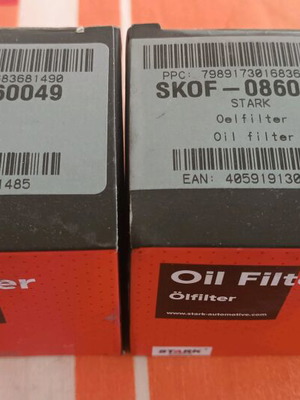 83681490
60049
1485
er
PPC: 7989173016836
SKOF-0860
STARK
Oelfilter
Oil filter
EAN: 405919130
Oil Filt
Ölfilter
www.stark-automotive.com
STARK